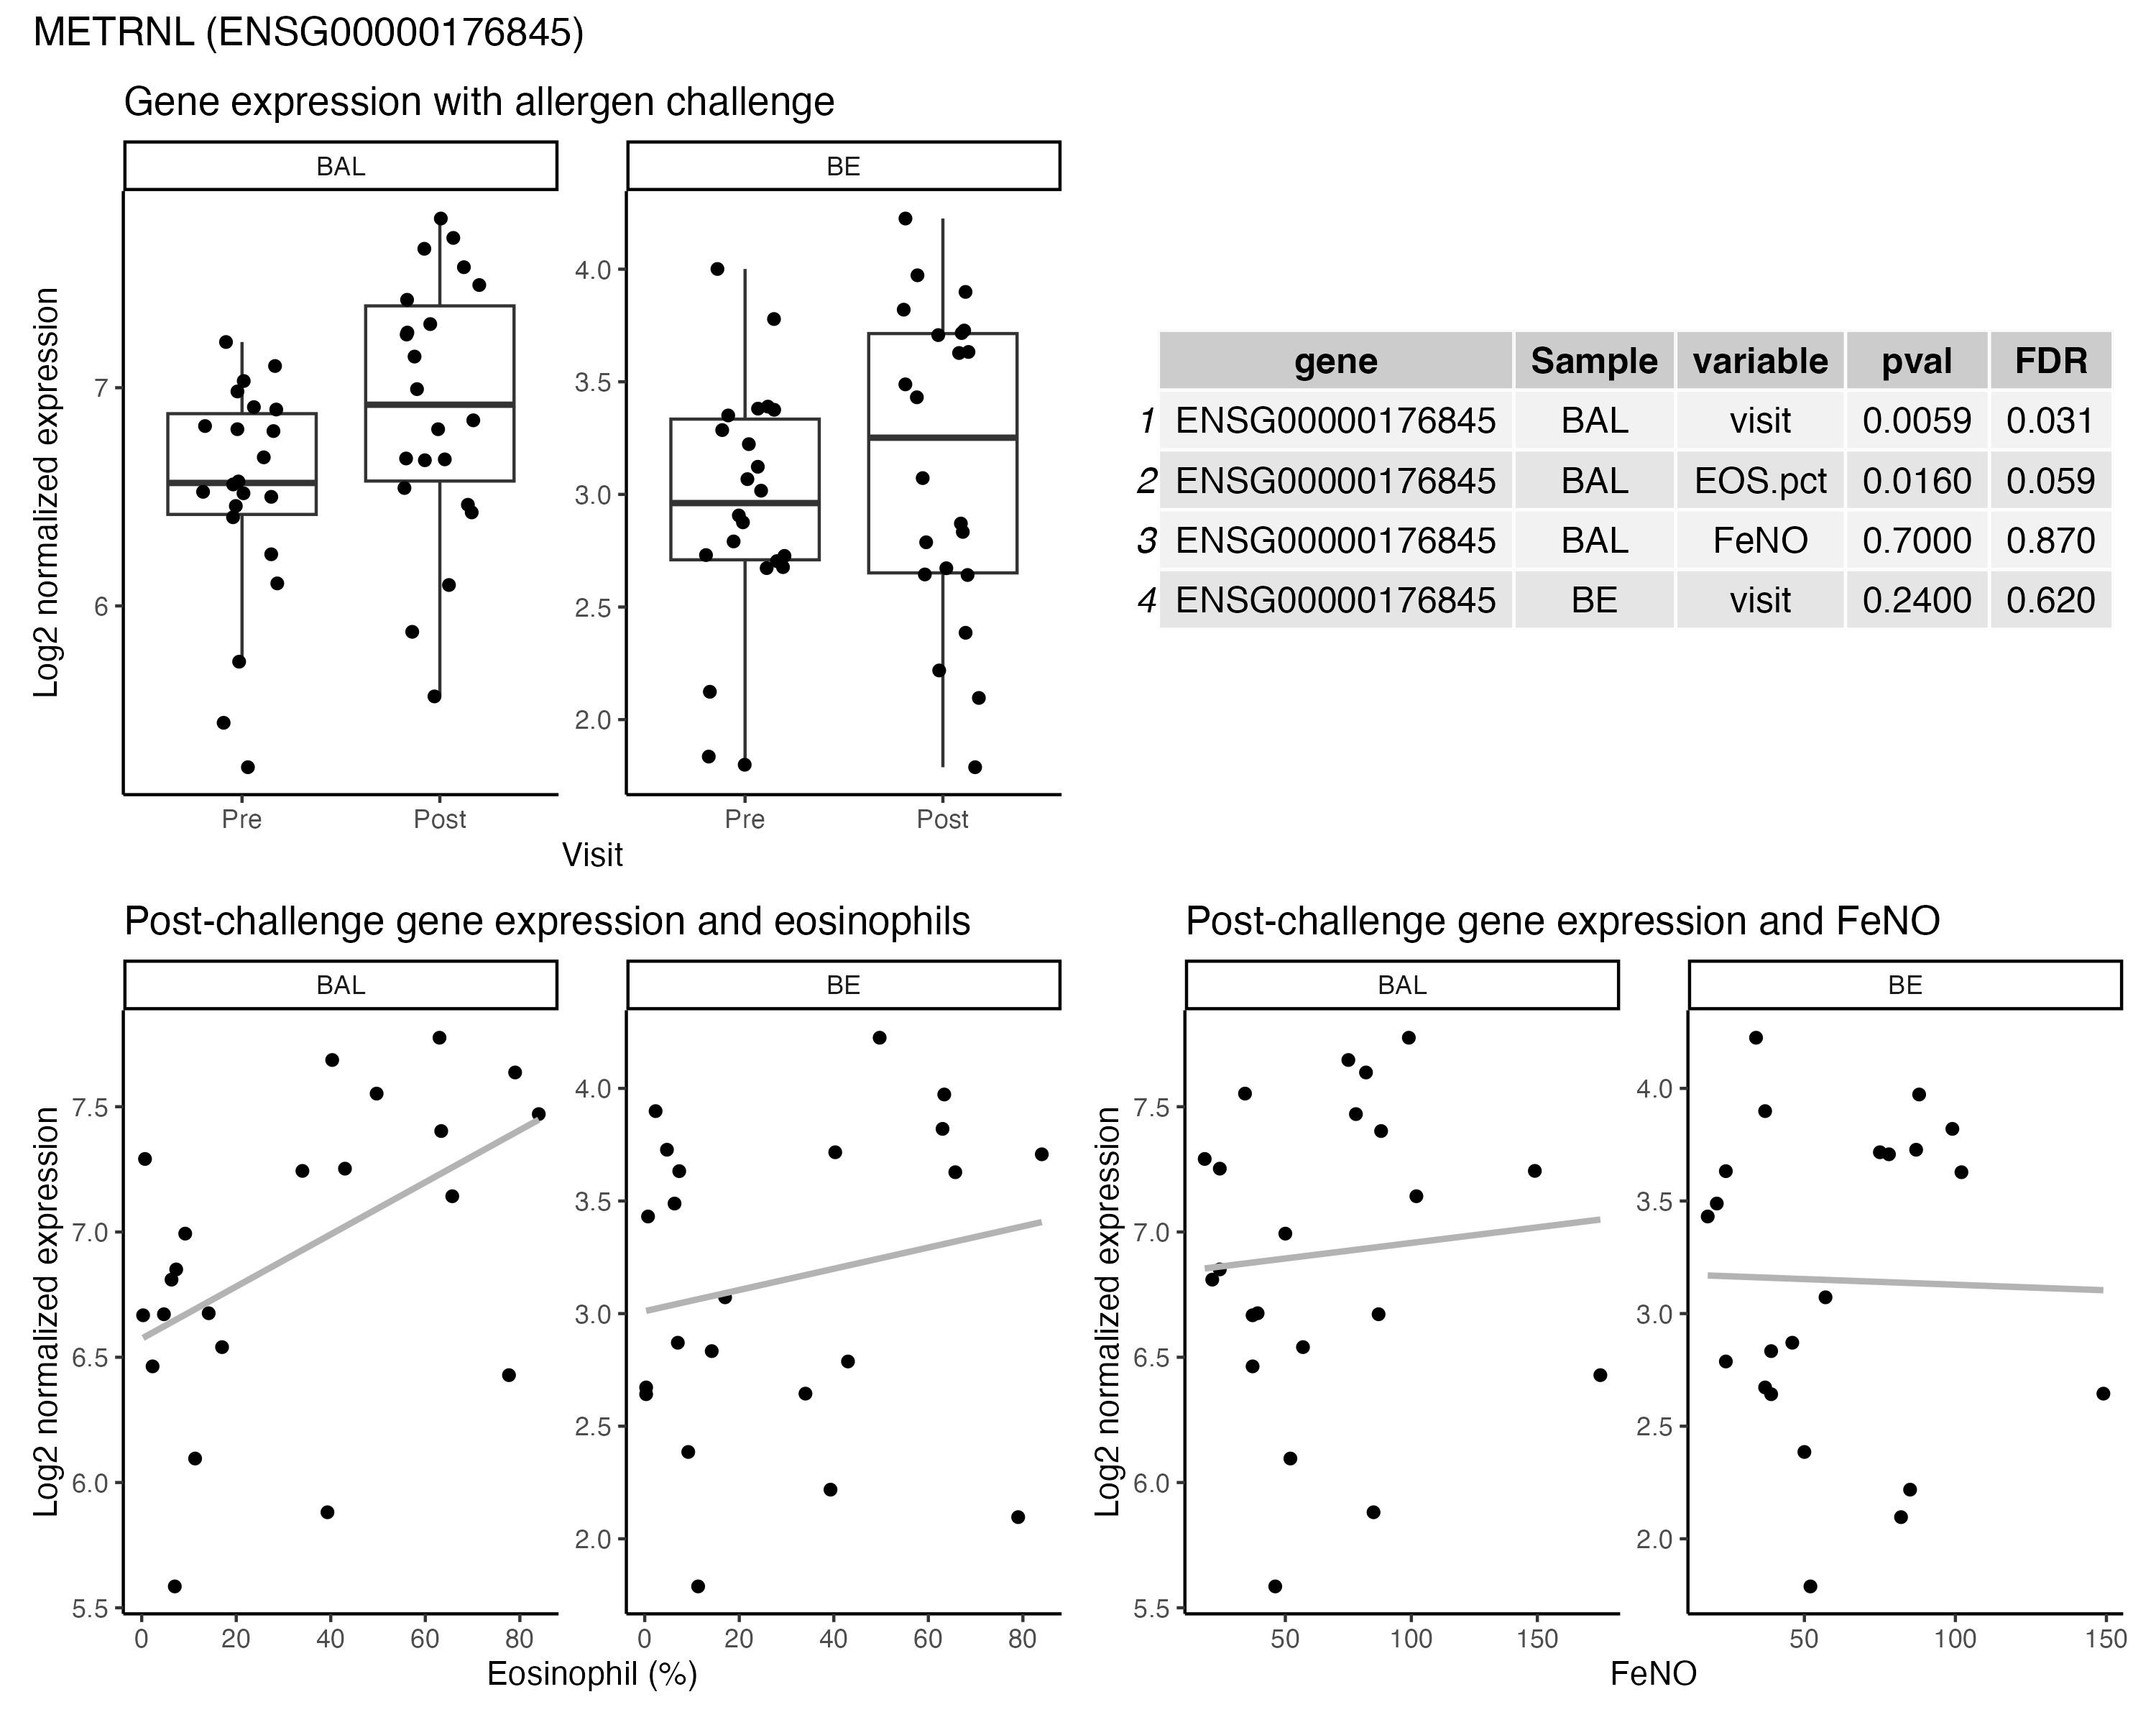 METRNL (ENSG00000176845)
Gene expression with allergen challenge
BAL
BE
Log2 normalized expression
7
6
4.0
3.5
3.0
2.5
2.0
Pre
Post
Pre
Post
Visit
gene Sample variable pval FDR
1 ENSG00000176845 BAL visit 0.0059 0.031
2 ENSG00000176845 BAL EOS.pct 0.0160 0.059
3 ENSG00000176845 BAL FeNO 0.7000 0.870
4 ENSG00000176845 BE visit 0.2400 0.620
Post-challenge gene expression and eosinophils
BAL
BE
Log2 normalized expression
7.5
7.0
6.5
6.0
5.5
4.0
3.5
3.0
2.5
2.0
0 20 40 60 80
0 20 40 60 80
Eosinophil (%)
Post-challenge gene expression and FeNO
BAL
BE
Log2 normalized expression
7.5
7.0
6.5
6.0
5.5
4.0
3.5
3.0
2.5
2.0
50 100 150
50 100 150
FeNO